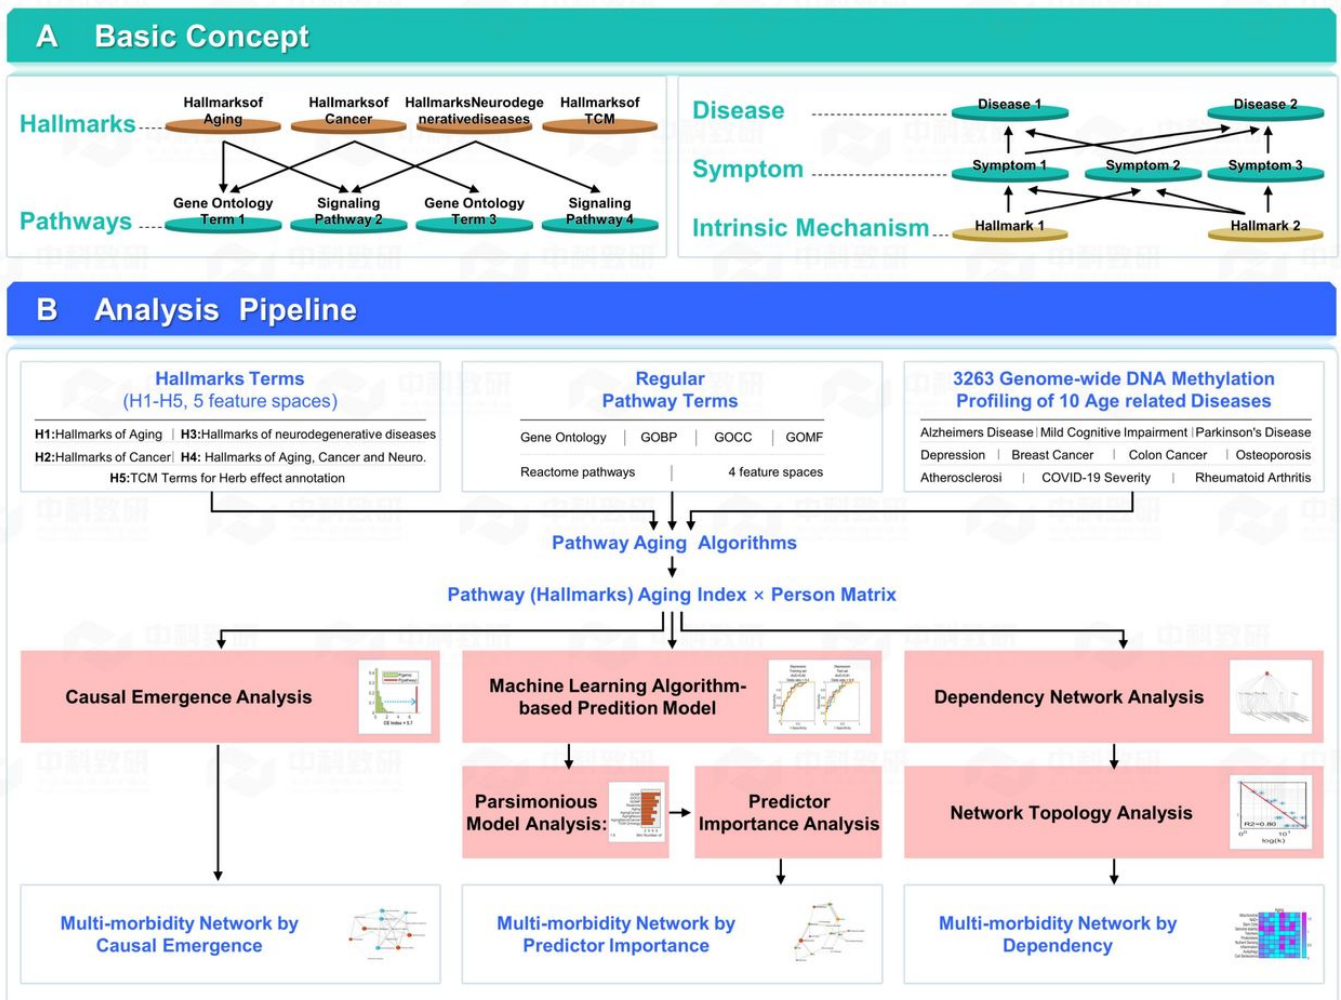 A Basic Concept
Hallmarks
Hallmarksof
Aging
Hallmarksof
Cancer
HallmarksNeurodege
nerativediseases
Hallmarksof
TCM
Pathways
Gene Ontology
Term 1
Signaling
Pathway 2
Gene Ontology
Term 3
Signaling
Pathway 4
Disease
Disease 1
Disease 2
Symptom
Symptom 1
Symptom 2
Symptom 3
Intrinsic Mechanism
Hallmark 1
Hallmark 2
B Analysis Pipeline
Hallmarks Terms
(H1-H5, 5 feature spaces)
H1:Hallmarks of Aging | H3:Hallmarks of neurodegenerative diseases
H2:Hallmarks of Cancer| H4: Hallmarks of Aging, Cancer and Neuro.
H5:TCM Terms for Herb effect annotation
Regular
Pathway Terms
Gene Ontology | GOBP | GOCC | GOMF
Reactome pathways | 4 feature spaces
3263 Genome-wide DNA Methylation
Profiling of 10 Age related Diseases
Alzheimers Disease | Mild Cognitive Impairment | Parkinson's Disease
Depression | Breast Cancer | Colon Cancer | Osteoporosis
Atherosclerosi | COVID-19 Severity | Rheumatoid Arthritis
Pathway Aging Algorithms
Pathway (Hallmarks) Aging Index × Person Matrix
Causal Emergence Analysis
Machine Learning Algorithm-
based Predition Model
Dependency Network Analysis
Parsimonious
Model Analysis:
Predictor
Importance Analysis
Network Topology Analysis
R2=0.80
log(k)
Multi-morbidity Network by
Causal Emergence
Multi-morbidity Network by
Predictor Importance
Multi-morbidity Network by
Dependency